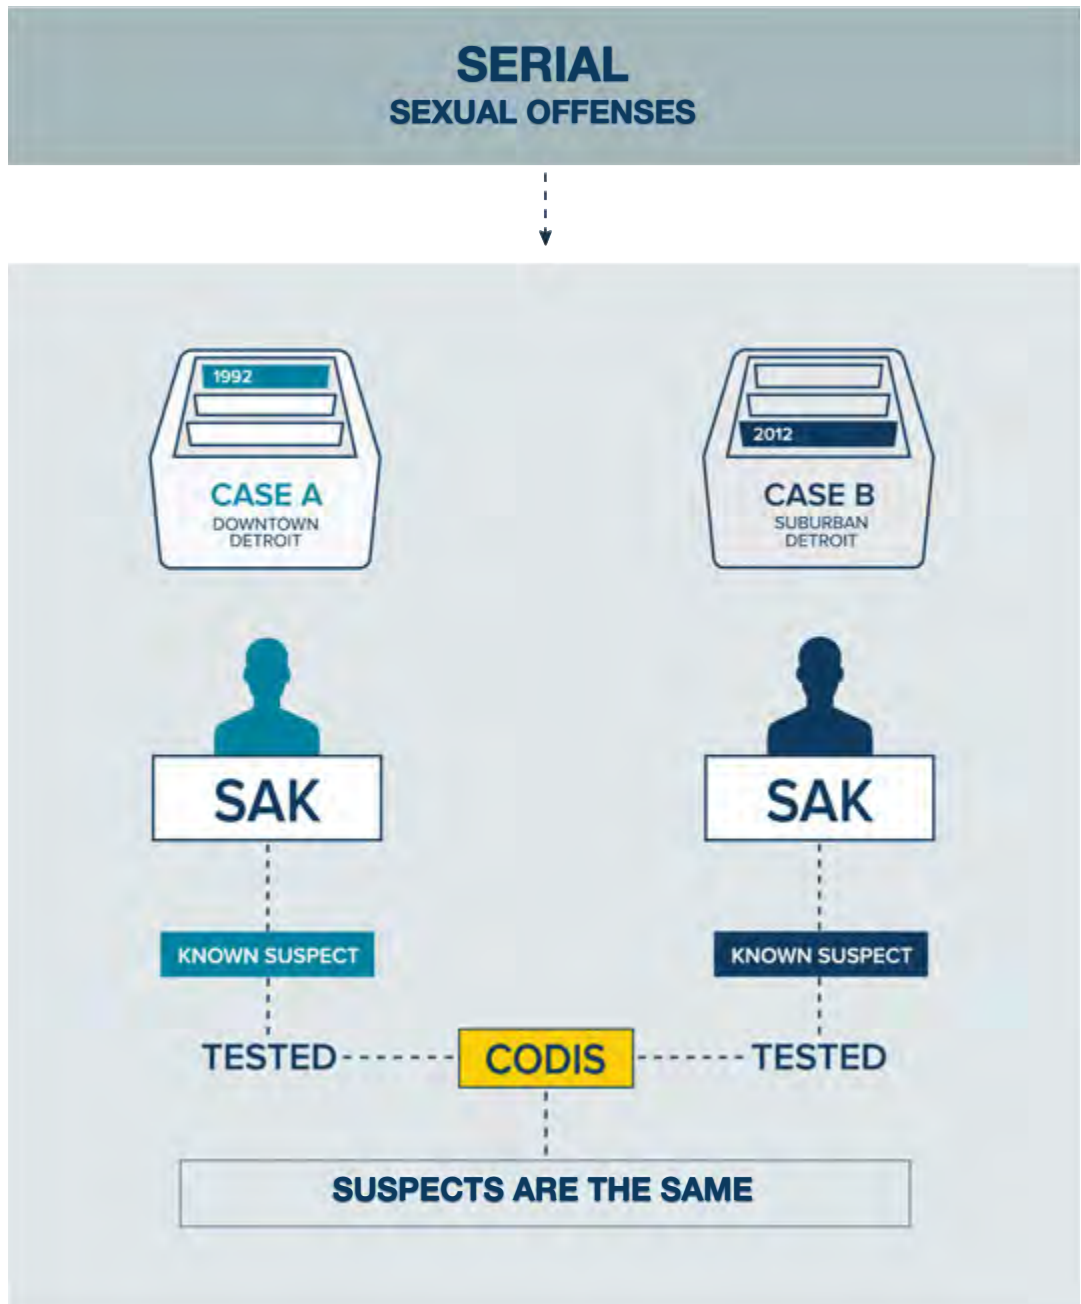 SERIAL
SEXUAL OFFENSES
1992
CASE A
DOWNTOWN
DETROIT
2012
CASE B
SUBURBAN
DETROIT
SAK
SAK
KNOWN SUSPECT
KNOWN SUSPECT
TESTED
CODIS
TESTED
SUSPECTS ARE THE SAME